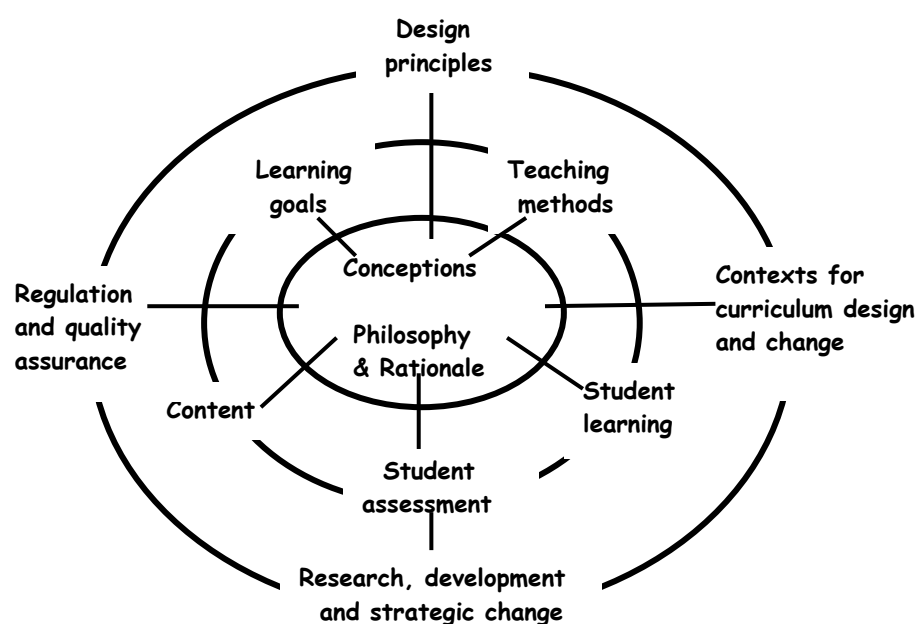 Design
principles
Learning
goals
Teaching
methods
Conceptions
Regulation
and quality
assurance
Contexts for
curriculum design
and change
Philosophy
& Rationale
Content
Student
learning
Student
assessment
Research, development
and strategic change